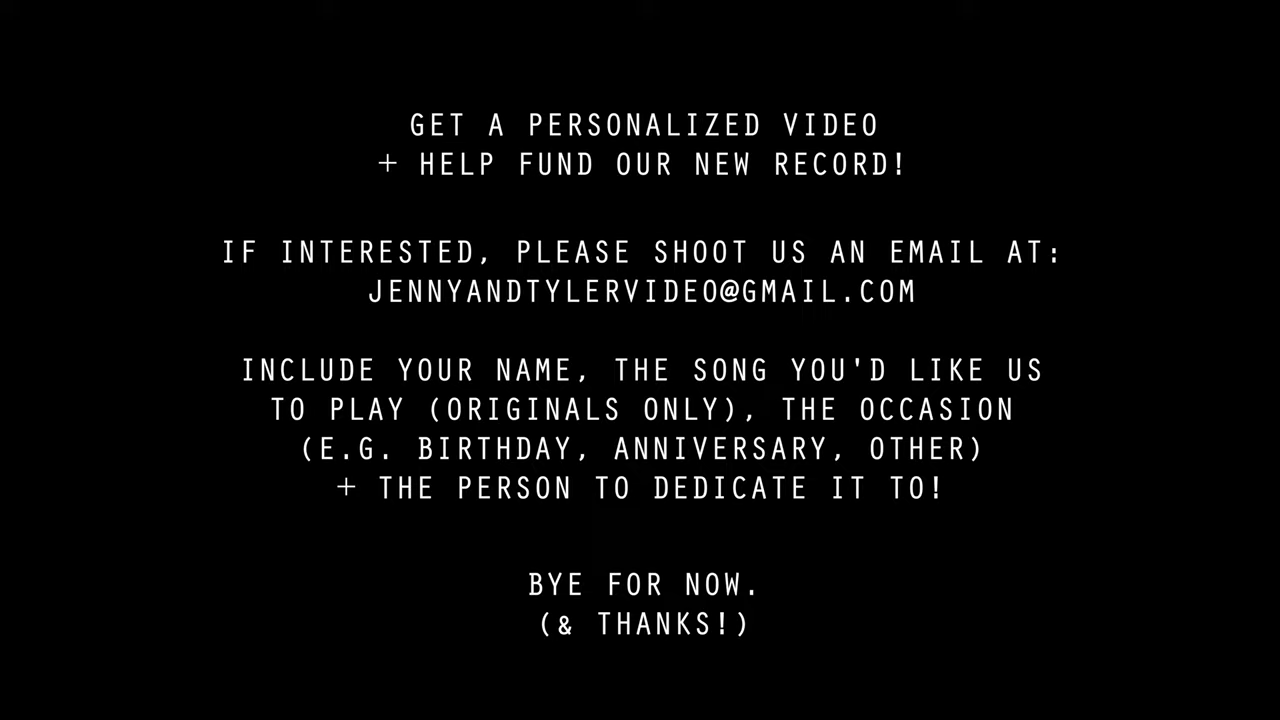 GET A PERSONALIZED VIDEO
+ HELP FUND OUR NEW RECORD!
IF INTERESTED, PLEASE SHOOT US AN EMAIL AT:
JENNYANDTYLERVIDEO@GMAIL.COM
INCLUDE YOUR NAME, THE SONG YOU'D LIKE US
TO PLAY (ORIGINALS ONLY), THE OCCASION
(E.G. BIRTHDAY, ANNIVERSARY, OTHER)
+ THE PERSON TO DEDICATE IT TO!
BYE FOR NOW.
(& THANKS!)